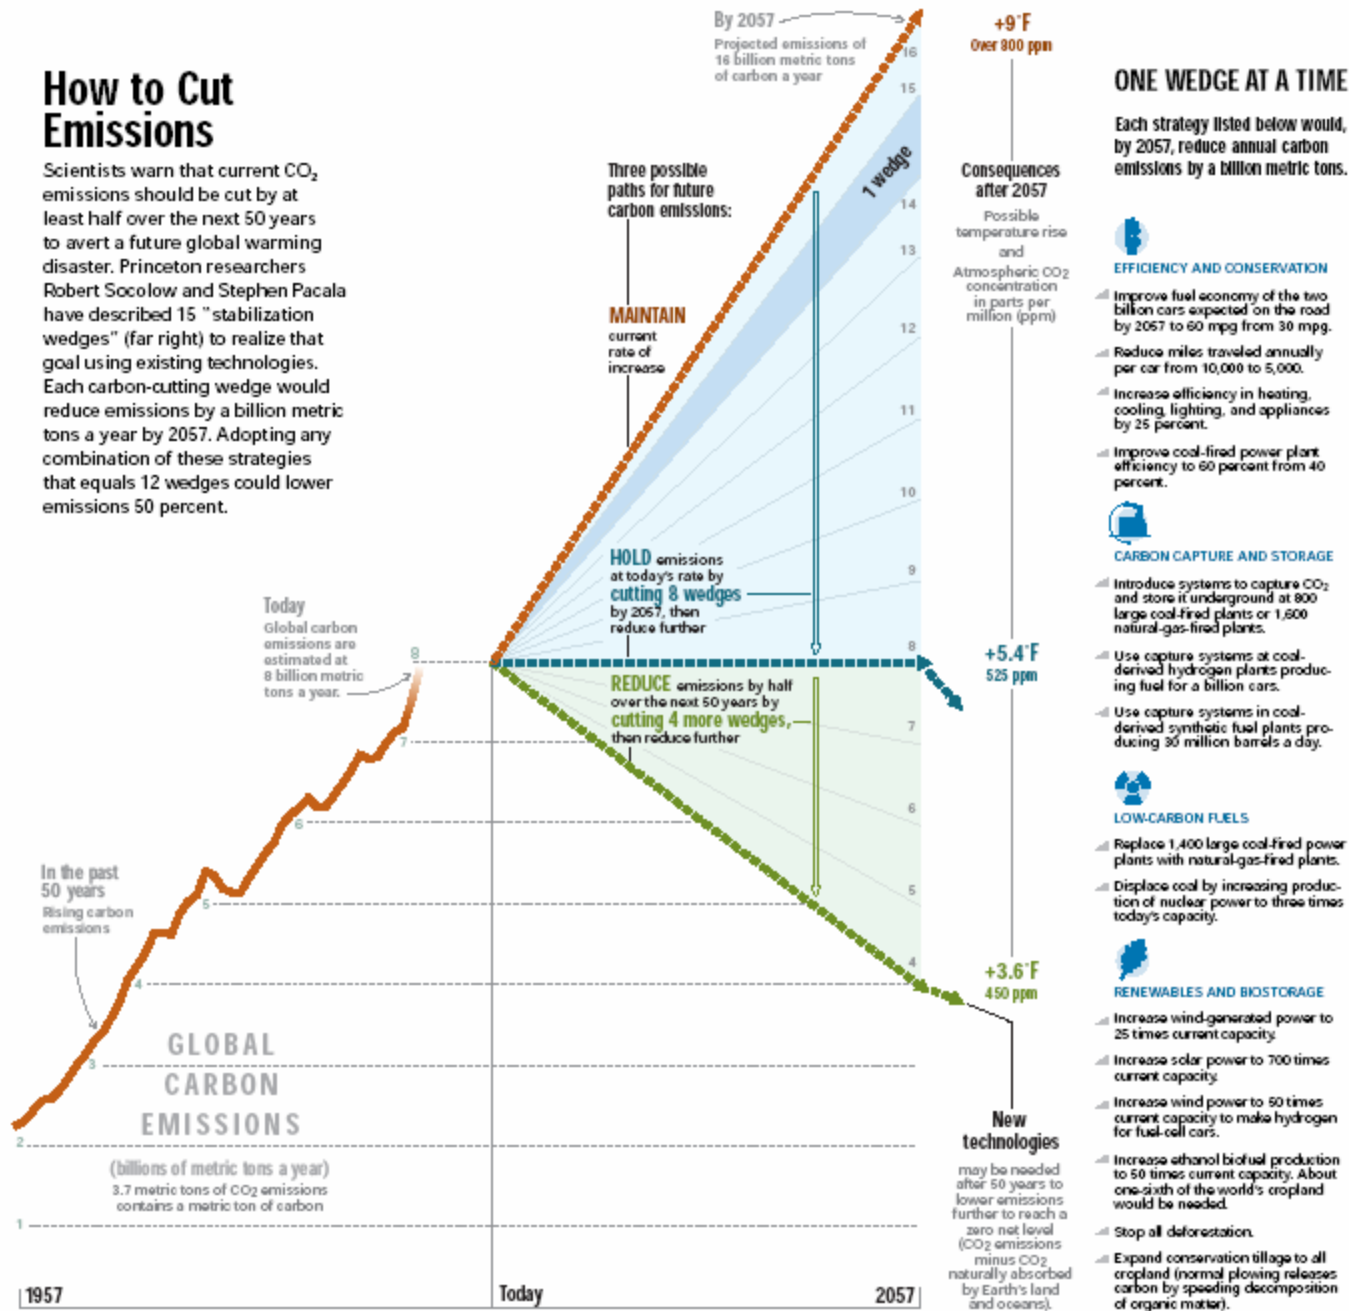 How to Cut
Emissions
Scientists warn that current CO₂
emissions should be cut by at
least half over the next 50 years
to avert a future global warming
disaster. Princeton researchers
Robert Socolow and Stephen Pacala
have described 15 "stabilization
wedges" (far right) to realize that
goal using existing technologies.
Each carbon-cutting wedge would
reduce emissions by a billion metric
tons a year by 2057. Adopting any
combination of these strategies
that equals 12 wedges could lower
emissions 50 percent.
By 2057
Projected emissions of
16 billion metric tons
of carbon a year
Three possible
paths for future
carbon emissions:
MAINTAIN
current
rate of
increase
HOLD emissions
at today's rate by
cutting 8 wedges
by 2057, then
reduce further
REDUCE emissions by half
over the next 50 years by
cutting 4 more wedges,
then reduce further
1 wedge
16
15
14
13
12
11
10
9
8
7
6
5
4
Today
Global carbon
emissions are
estimated at
8 billion metric
tons a year.
In the past
50 years
Rising carbon
emissions
8
7
6
5
4
3
2
1
GLOBAL
CARBON
EMISSIONS
(billions of metric tons a year)
3.7 metric tons of CO₂ emissions
contains a metric ton of carbon
1957
Today
2057
+9°F
Over 800 ppm
Consequences
after 2057
Possible
temperature rise
and
Atmospheric CO₂
concentration
in parts per
million (ppm)
+5.4°F
525 ppm
+3.6°F
450 ppm
New
technologies
may be needed
after 50 years to
lower emissions
further to reach a
zero net level
(CO₂ emissions
minus CO₂
naturally absorbed
by Earth's land
and oceans).
ONE WEDGE AT A TIME
Each strategy listed below would,
by 2057, reduce annual carbon
emissions by a billion metric tons.
EFFICIENCY AND CONSERVATION
Improve fuel economy of the two
billion cars expected on the road
by 2057 to 60 mpg from 30 mpg.
Reduce miles traveled annually
per car from 10,000 to 5,000.
Increase efficiency in heating,
cooling, lighting, and appliances
by 25 percent.
Improve coal-fired power plant
efficiency to 60 percent from 40
percent.
CARBON CAPTURE AND STORAGE
Introduce systems to capture CO₂
and store it underground at 800
large coal-fired plants or 1,600
natural-gas-fired plants.
Use capture systems at coal-
derived hydrogen plants produc-
ing fuel for a billion cars.
Use capture systems in coal-
derived synthetic fuel plants pro-
ducing 30 million barrels a day.
LOW-CARBON FUELS
Replace 1,400 large coal-fired power
plants with natural-gas-fired plants.
Displace coal by increasing produc-
tion of nuclear power to three times
today's capacity.
RENEWABLES AND BIOSTORAGE
Increase wind-generated power to
25 times current capacity.
Increase solar power to 700 times
current capacity.
Increase wind power to 50 times
current capacity to make hydrogen
for fuel-cell cars.
Increase ethanol biofuel production
to 50 times current capacity. About
one-sixth of the world's cropland
would be needed.
Stop all deforestation.
Expand conservation tillage to all
cropland (normal plowing releases
carbon by speeding decomposition
of organic matter).